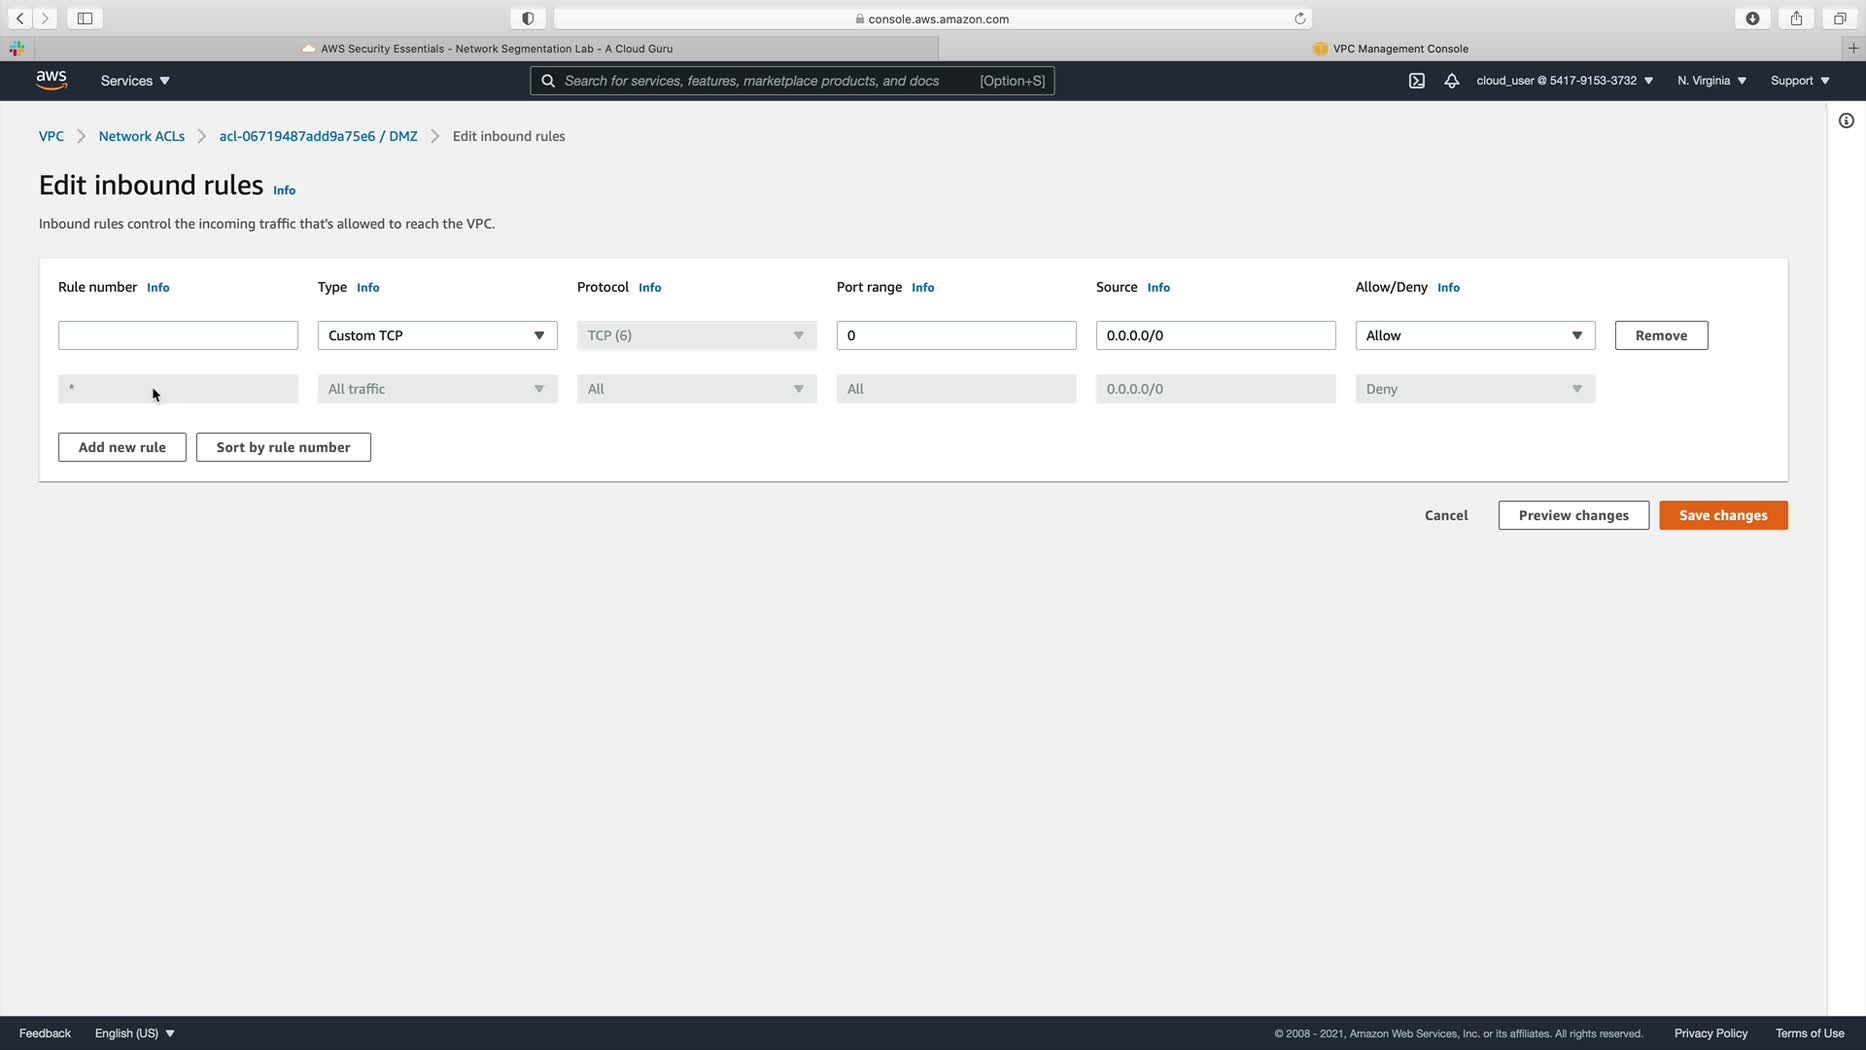 console.aws.amazon.com
AWS Security Essentials - Network Segmentation Lab - A Cloud Guru
VPC Management Console
aws
Services
Search for services, features, marketplace products, and docs [Option+S]
cloud_user @ 5417-9153-3732
N. Virginia
Support
VPC
Network ACLs
acl-06719487add9a75e6 / DMZ
Edit inbound rules
Edit inbound rules Info
Inbound rules control the incoming traffic that's allowed to reach the VPC.
Rule number Info
Type Info
Protocol Info
Port range Info
Source Info
Allow/Deny Info
Custom TCP
TCP (6)
0
0.0.0.0/0
Allow
Remove
*
All traffic
All
All
0.0.0.0/0
Deny
Add new rule
Sort by rule number
Cancel
Preview changes
Save changes
Feedback
English (US)
© 2008 - 2021, Amazon Web Services, Inc. or its affiliates. All rights reserved.
Privacy Policy
Terms of Use